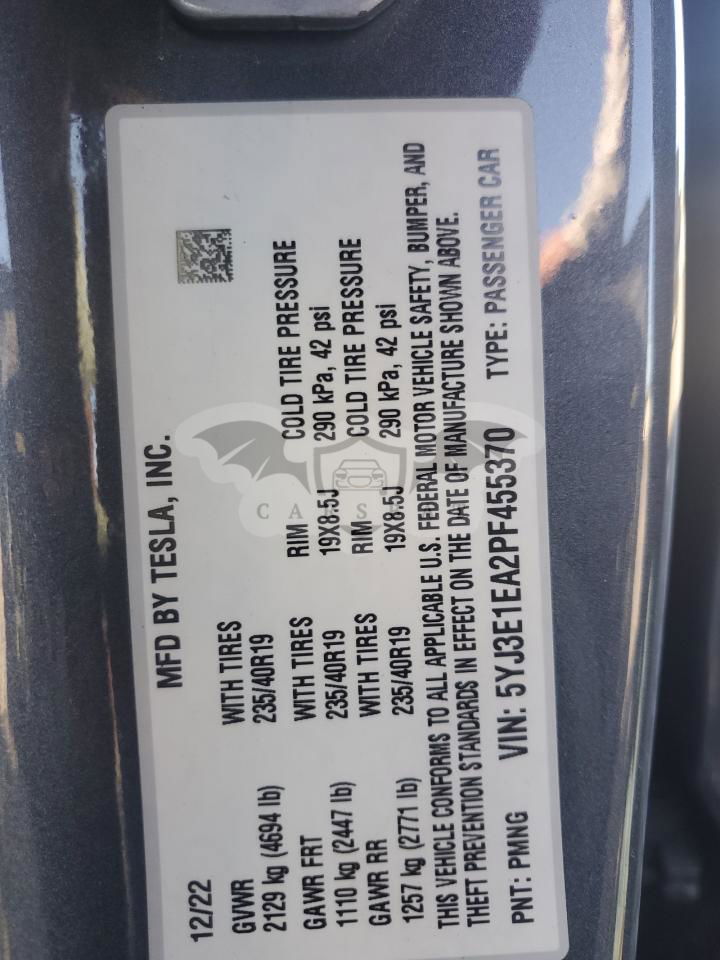 MFD BY TESLA, INC.
12/22
GVWR WITH TIRES RIM COLD TIRE PRESSURE
2129 kg (4694 lb) 235/40R19 19X8.5J 290 kPa, 42 psi
GAWR FRT WITH TIRES RIM COLD TIRE PRESSURE
1110 kg (2447 lb) 235/40R19 19X8.5J 290 kPa, 42 psi
GAWR RR WITH TIRES
1257 kg (2771 lb) 235/40R19
THIS VEHICLE CONFORMS TO ALL APPLICABLE U.S. FEDERAL MOTOR VEHICLE SAFETY, BUMPER, AND
THEFT PREVENTION STANDARDS IN EFFECT ON THE DATE OF MANUFACTURE SHOWN ABOVE.
PNT: PMNG VIN: 5YJ3E1EA2PF455370 TYPE: PASSENGER CAR